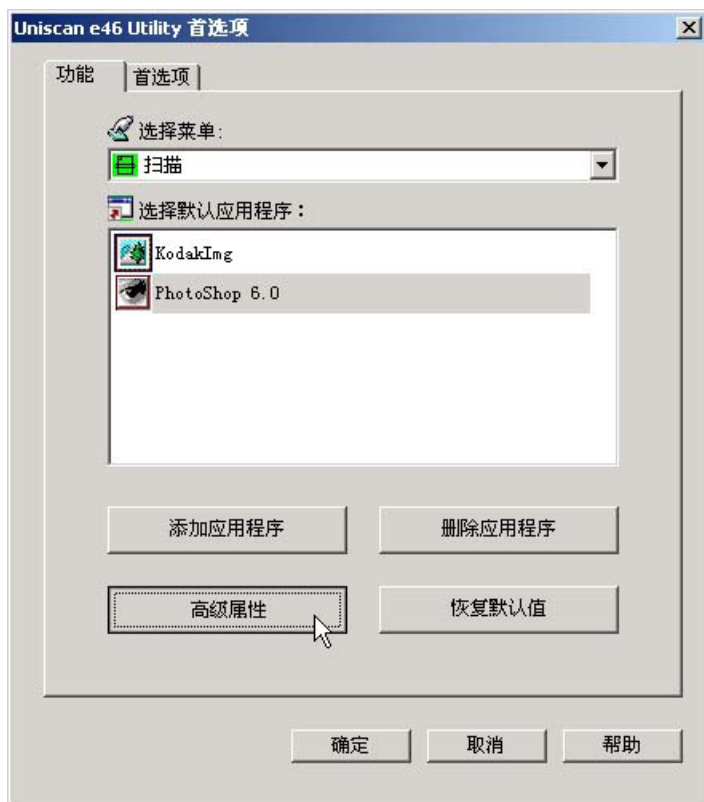 Uniscan e46 Utility 首选项
功能 首选项
选择菜单:
扫描
选择默认应用程序：
KodakImg
PhotoShop 6.0
添加应用程序 删除应用程序
高级属性 恢复默认值
确定 取消 帮助